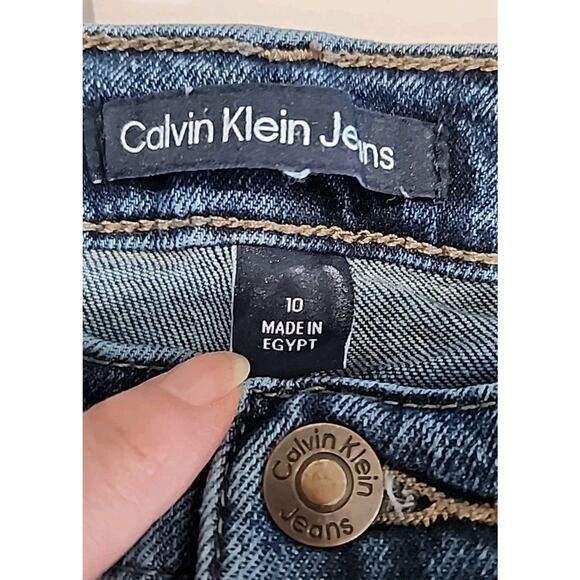 Calvin Klein Jeans
10
MADE IN
EGYPT
Calvin Klein
Jeans